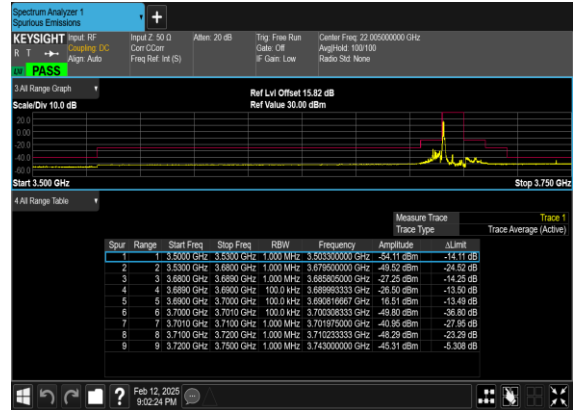 Spectrum Analyzer 1
Spurious Emissions
KEYSIGHT Input: RF Input Z: 50 Ω Atten: 20 dB Trig: Free Run Center Freq: 22.005000000 GHz
R T Coupling: DC Corr CCorr Gate: Off Avg|Hold: 100/100
Align: Auto Freq Ref: Int (S) IF Gain: Low Radio Std: None
PASS
3 All Range Graph
Ref Lvl Offset 15.82 dB
Scale/Div 10.0 dB Ref Value 30.00 dBm
20.0
0.00
-20.0
-40.0
-60.0
Start 3.500 GHz Stop 3.750 GHz
4 All Range Table
Measure Trace Trace 1
Trace Type Trace Average (Active)
Spur Range Start Freq Stop Freq RBW Frequency Amplitude ΔLimit
1 1 3.5000 GHz 3.5300 GHz 1.000 MHz 3.503300000 GHz -54.11 dBm -14.11 dB
2 2 3.5300 GHz 3.6800 GHz 1.000 MHz 3.679500000 GHz -49.52 dBm -24.52 dB
3 3 3.6800 GHz 3.6890 GHz 1.000 MHz 3.685805000 GHz -27.25 dBm -14.25 dB
4 4 3.6890 GHz 3.6900 GHz 100.0 kHz 3.689993333 GHz -26.50 dBm -13.50 dB
5 5 3.6900 GHz 3.7000 GHz 100.0 kHz 3.690816667 GHz 16.51 dBm -13.49 dB
6 6 3.7000 GHz 3.7010 GHz 100.0 kHz 3.700308333 GHz -49.80 dBm -36.80 dB
7 7 3.7010 GHz 3.7100 GHz 1.000 MHz 3.701975000 GHz -40.95 dBm -27.95 dB
8 8 3.7100 GHz 3.7200 GHz 1.000 MHz 3.710233333 GHz -48.29 dBm -23.29 dB
9 9 3.7200 GHz 3.7500 GHz 1.000 MHz 3.743000000 GHz -45.31 dBm -5.308 dB
Feb 12, 2025
9:02:24 PM